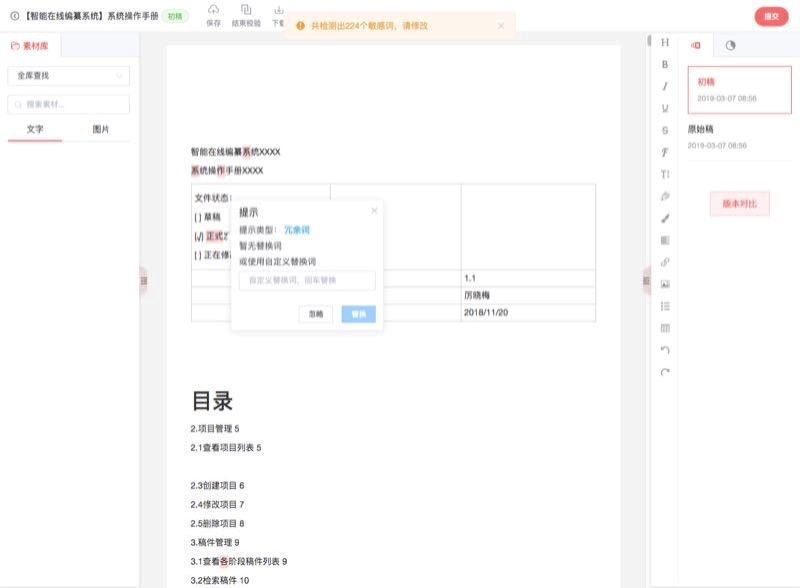 【智能在线编纂系统】系统操作手册 初稿
保存 结束校验
共检测出224个敏感词，请修改
提交
素材库
全库查找
搜索素材...
文字 图片
初稿
2019-03-07 08:56
原始稿
2019-03-07 08:56
版本对比
智能在线编纂系统XXXX
系统操作手册XXXX
文件状态：
[ ] 草稿
[√] 正式
[ ] 正在修
1.1
厉晓梅
2018/11/20
提示
提示类型： 冗余词
暂无替换词
或使用自定义替换词
自定义替换词，回车替换
忽略 替换
目录
2.项目管理 5
2.1查看项目列表 5
2.3创建项目 6
2.4修改项目 7
2.5删除项目 8
3.稿件管理 9
3.1查看各阶段稿件列表 9
3.2检索稿件 10